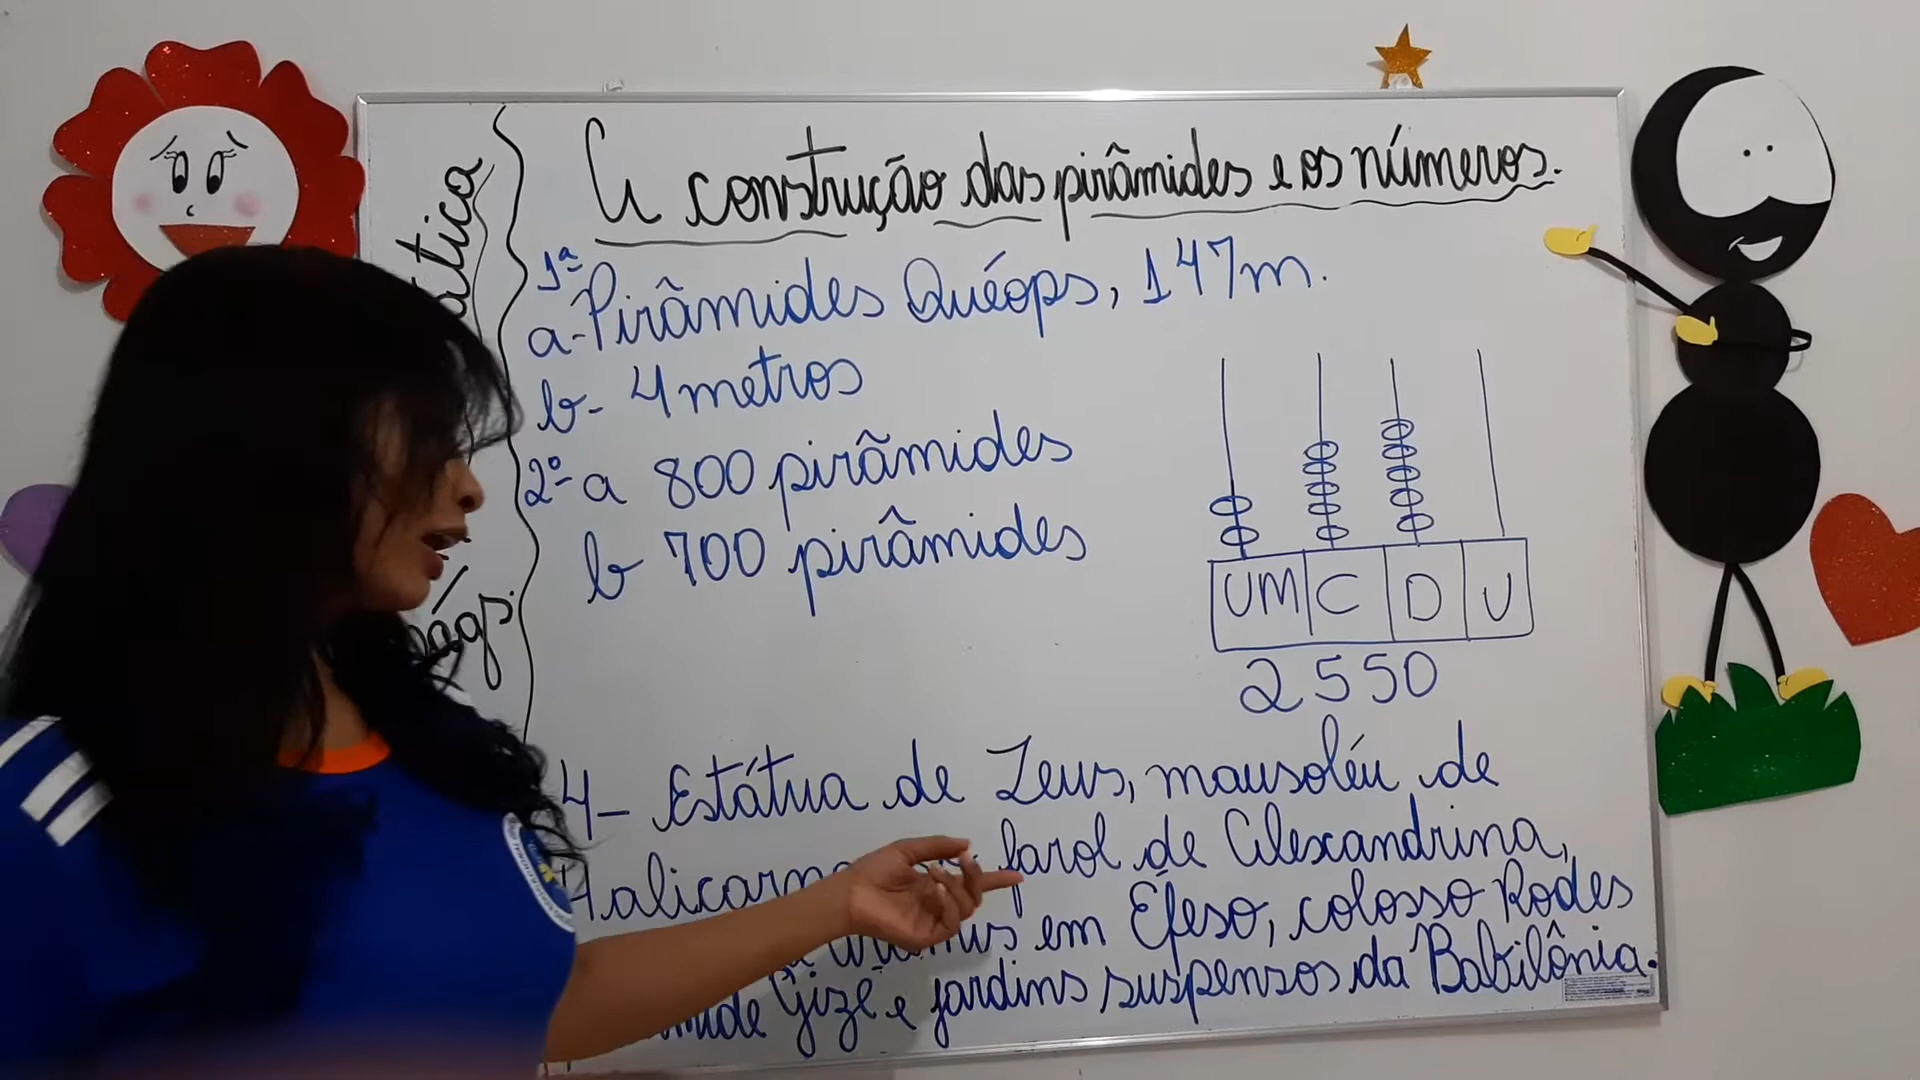 A construção das pirâmides e os números.
1ª
a-Pirâmides Quéops, 147m.
b- 4 metros
2º- a 800 pirâmides
b 700 pirâmides
UM C D U
2550
págs.
4- Estátua de Zeus, mausoléu de
farol de Alexandrina,
em Éfeso, colosso Rodes
Gizé e jardins suspensos da Babilônia.